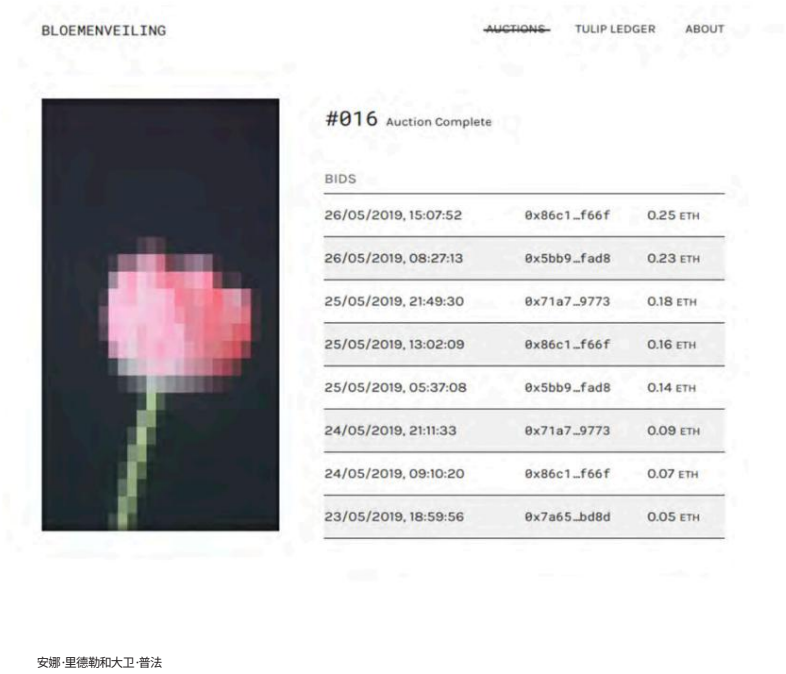 BLOEMENVEILING
AUCTIONS TULIP LEDGER ABOUT
#016 Auction Complete
BIDS
26/05/2019, 15:07:52 0x86c1…f66f 0.25 ETH
26/05/2019, 08:27:13 0x5bb9…fad8 0.23 ETH
25/05/2019, 21:49:30 0x71a7…9773 0.18 ETH
25/05/2019, 13:02:09 0x86c1…f66f 0.16 ETH
25/05/2019, 05:37:08 0x5bb9…fad8 0.14 ETH
24/05/2019, 21:11:33 0x71a7…9773 0.09 ETH
24/05/2019, 09:10:20 0x86c1…f66f 0.07 ETH
23/05/2019, 18:59:56 0x7a65…bd8d 0.05 ETH
安娜·里德勒和大卫·普法